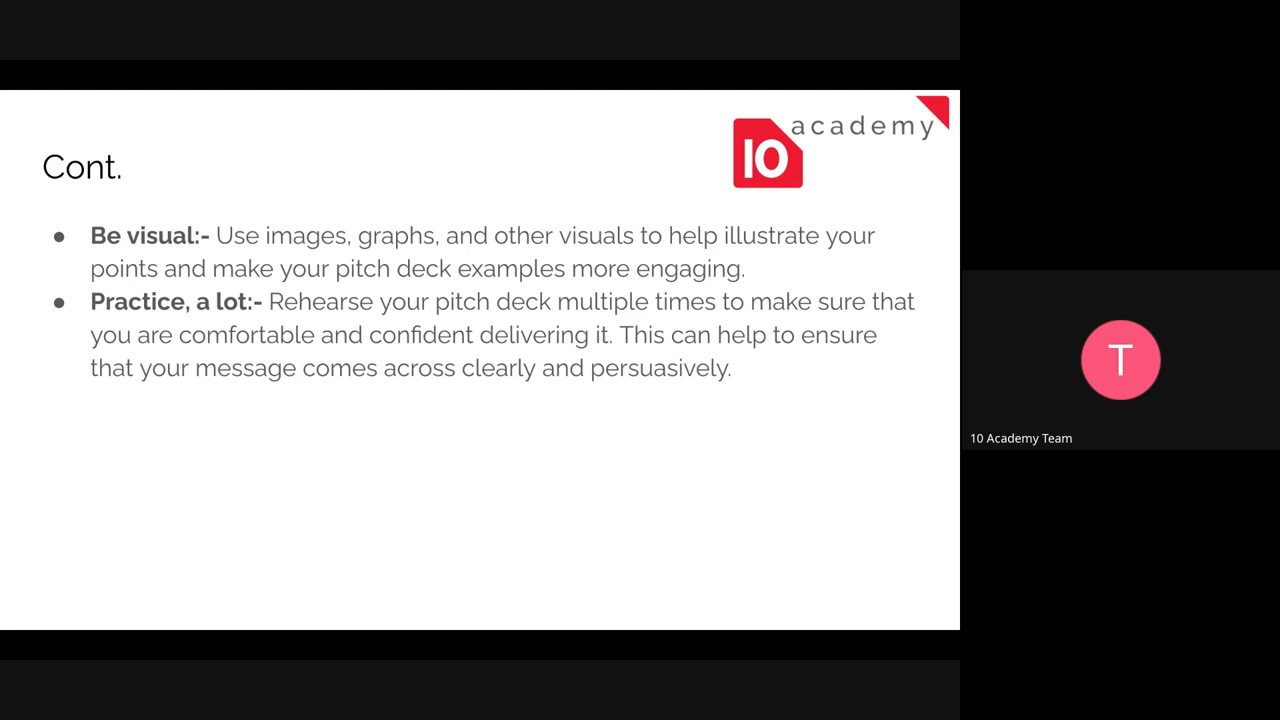 academy
10
Cont.
● Be visual:- Use images, graphs, and other visuals to help illustrate your
points and make your pitch deck examples more engaging.
● Practice, a lot:- Rehearse your pitch deck multiple times to make sure that
you are comfortable and confident delivering it. This can help to ensure
that your message comes across clearly and persuasively.
T
10 Academy Team